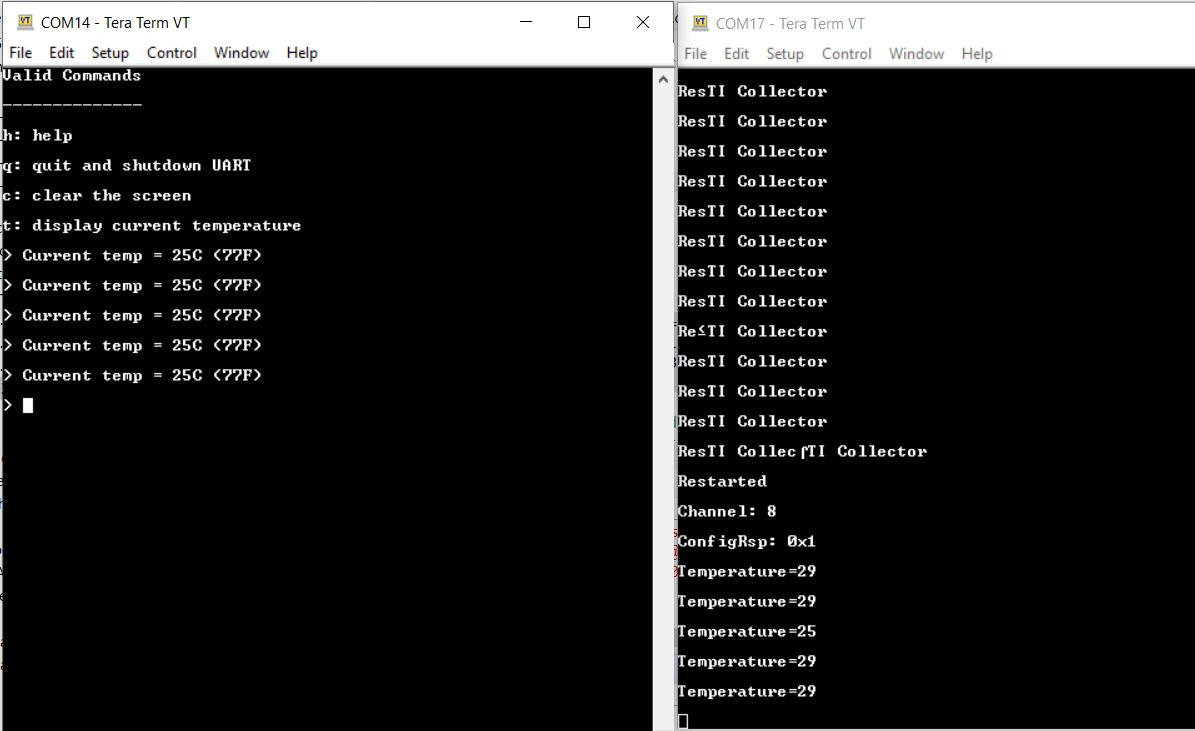 COM14 - Tera Term VT
File Edit Setup Control Window Help
Valid Commands
--------------
h: help
q: quit and shutdown UART
c: clear the screen
t: display current temperature
> Current temp = 25C (77F)
> Current temp = 25C (77F)
> Current temp = 25C (77F)
> Current temp = 25C (77F)
> Current temp = 25C (77F)
>
COM17 - Tera Term VT
File Edit Setup Control Window Help
ResTI Collector
ResTI Collector
ResTI Collector
ResTI Collector
ResTI Collector
ResTI Collector
ResTI Collector
ResTI Collector
Re≤TI Collector
ResTI Collector
ResTI Collector
ResTI Collector
ResTI Collec⌠TI Collector
Restarted
Channel: 8
ConfigRsp: 0x1
Temperature=29
Temperature=29
Temperature=25
Temperature=29
Temperature=29